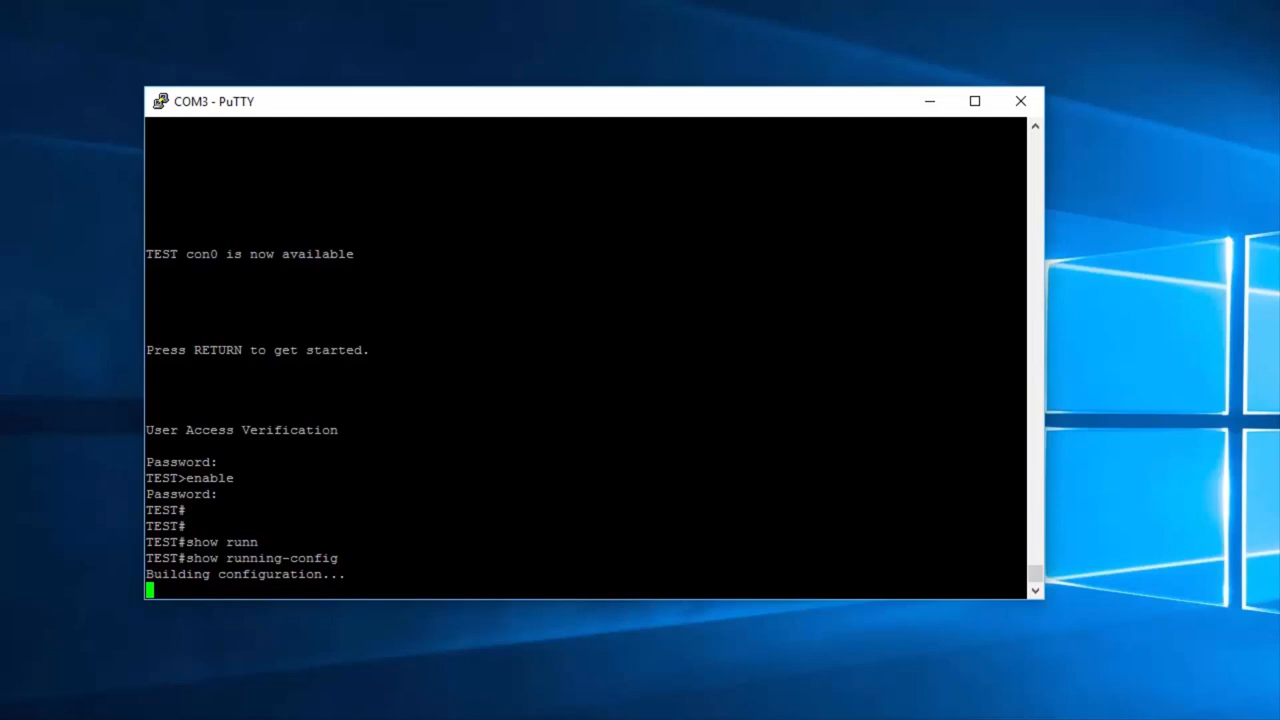 COM3 - PuTTY
TEST con0 is now available
Press RETURN to get started.
User Access Verification
Password:
TEST>enable
Password:
TEST#
TEST#
TEST#show runn
TEST#show running-config
Building configuration...